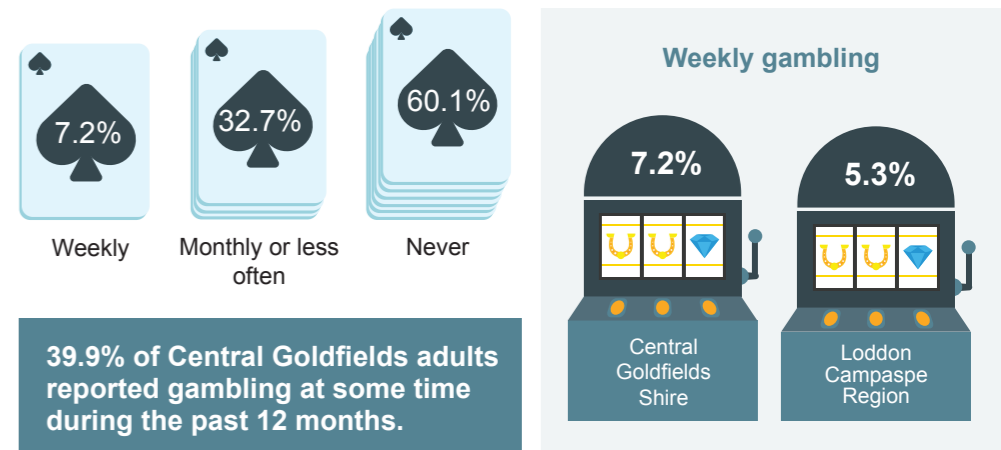 7.2%
32.7%
60.1%
Weekly
Monthly or less
often
Never
39.9% of Central Goldfields adults
reported gambling at some time
during the past 12 months.
Weekly gambling
7.2%
5.3%
Central
Goldfields
Shire
Loddon
Campaspe
Region